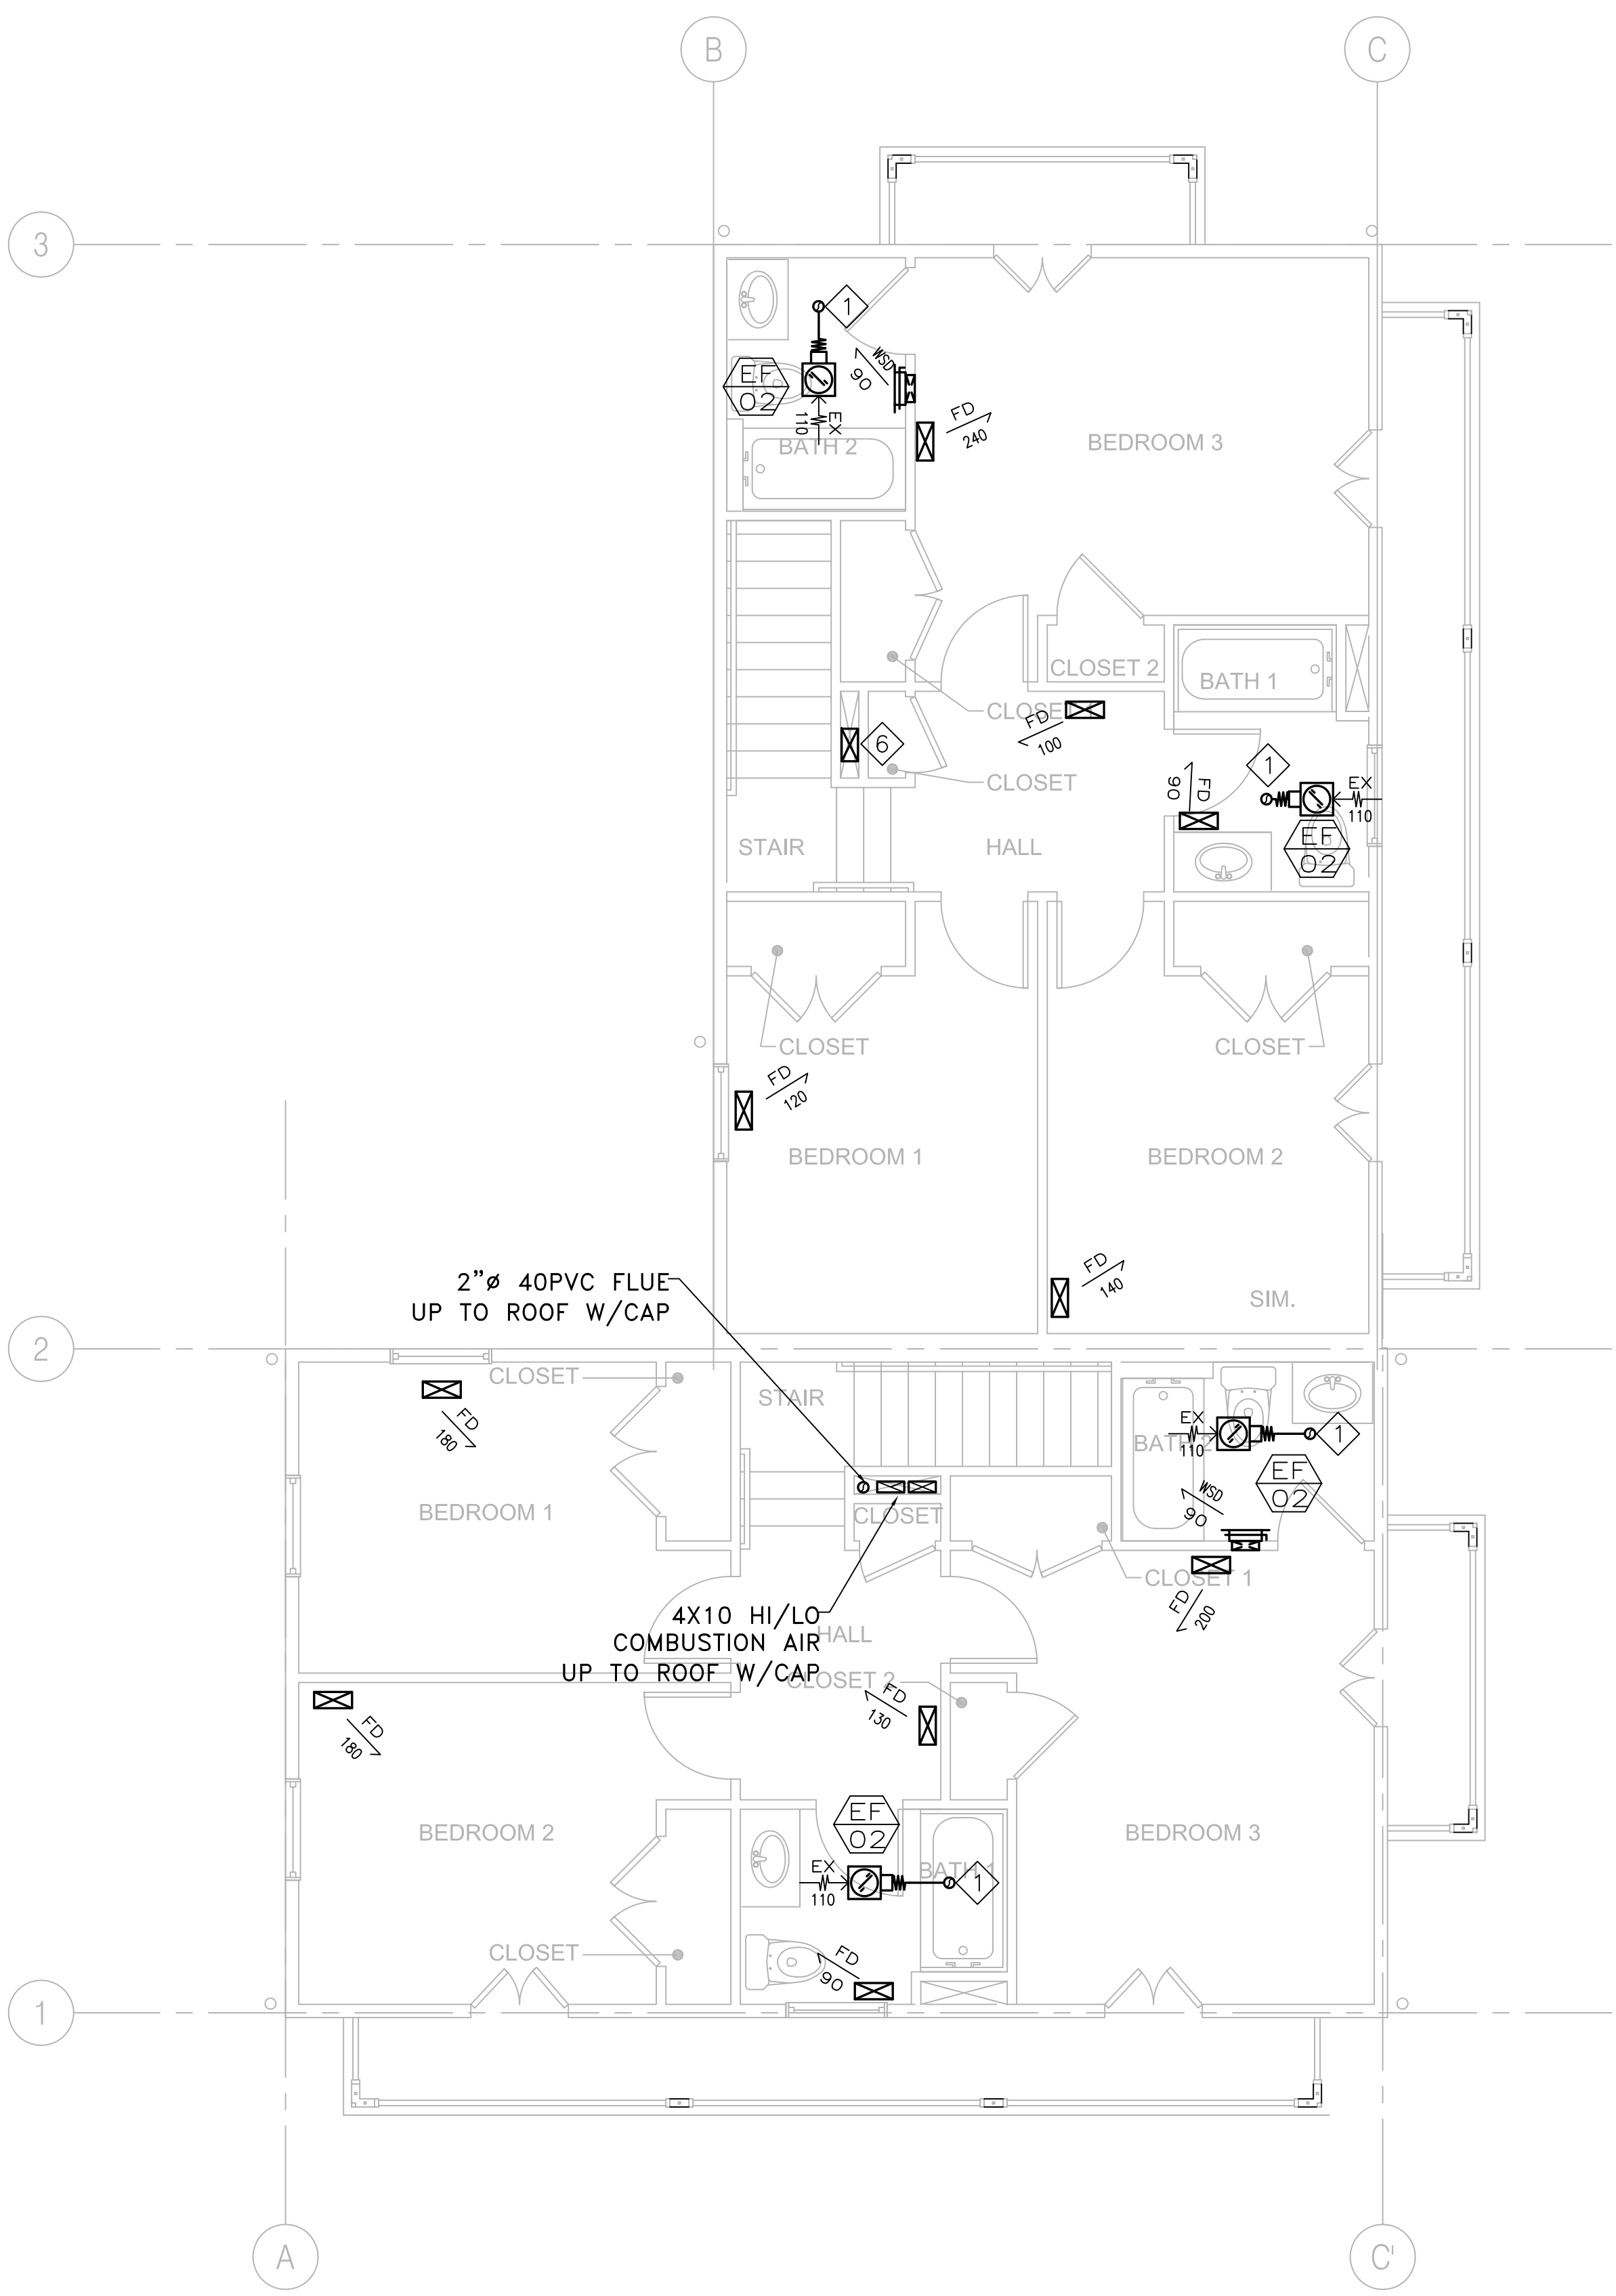 B
C
3
1
EF
02
EX
110
WSD
90
BATH 2
FD
240
BEDROOM 3
CLOSET 2
BATH 1
FD
100
6
CLOSET
1
FD
90
EX
110
EF
02
STAIR
HALL
CLOSET
CLOSET
FD
120
BEDROOM 1
BEDROOM 2
FD
140
SIM.
2"ø 40PVC FLUE
UP TO ROOF W/CAP
2
CLOSET
STAIR
FD
180
EX
110
BATH 2
1
EF
02
WSD
90
BEDROOM 1
CLOSET
CLOSET 1
FD
200
4X10 HI/LO
COMBUSTION AIR
UP TO ROOF W/CAP
HALL
CLOSET 2
FD
130
FD
180
EF
02
BEDROOM 2
BEDROOM 3
EX
110
BATH 1
1
CLOSET
FD
90
1
A
C'